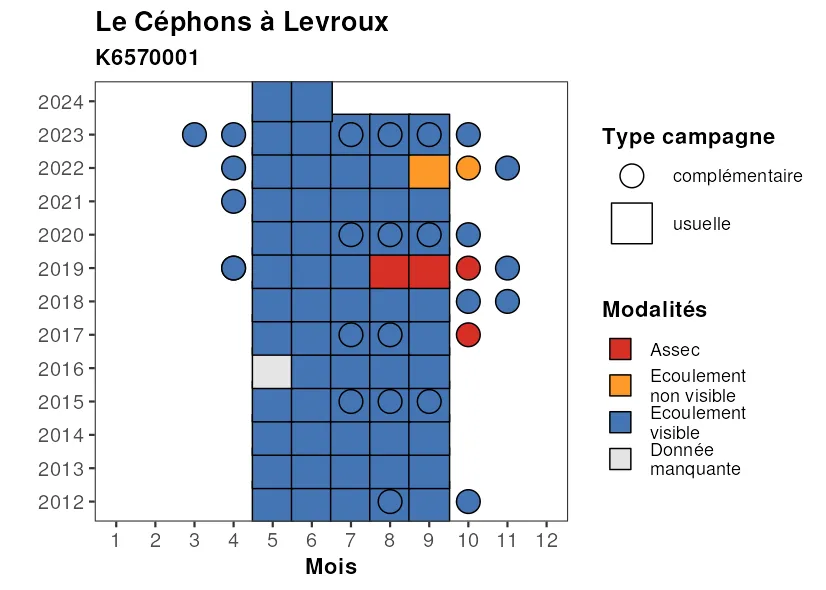 Le Céphons à Levroux
K6570001
2024
2023
2022
2021
2020
2019
2018
2017
2016
2015
2014
2013
2012
1 2 3 4 5 6 7 8 9 10 11 12
Mois
Type campagne
complémentaire
usuelle
Modalités
Assec
Ecoulement
non visible
Ecoulement
visible
Donnée
manquante